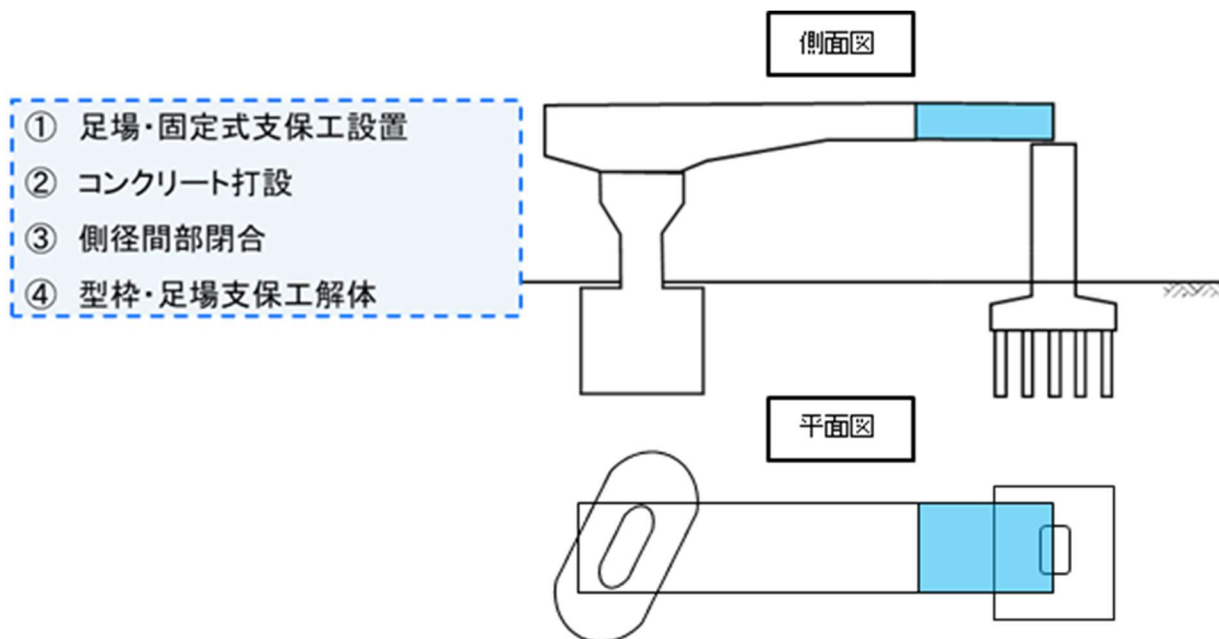 側面図
① 足場・固定式支保工設置
② コンクリート打設
③ 側径間部閉合
④ 型枠・足場支保工解体
平面図